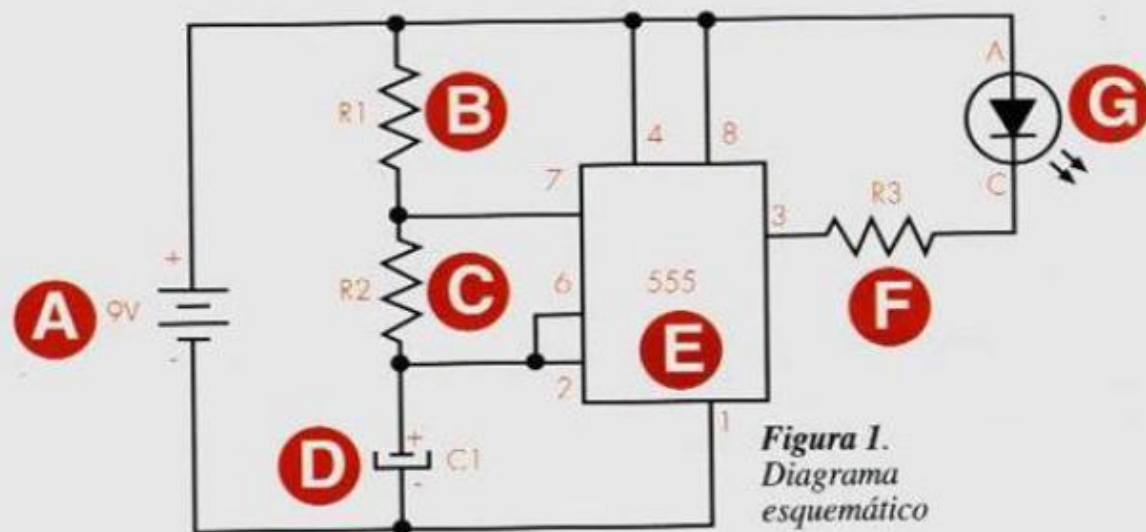 A
4
8
G
R1
B
7
3
R3
C
+
A
9V
-
R2
C
6
555
E
F
2
1
D
+
C1
-
Figura 1.
Diagrama
esquemático